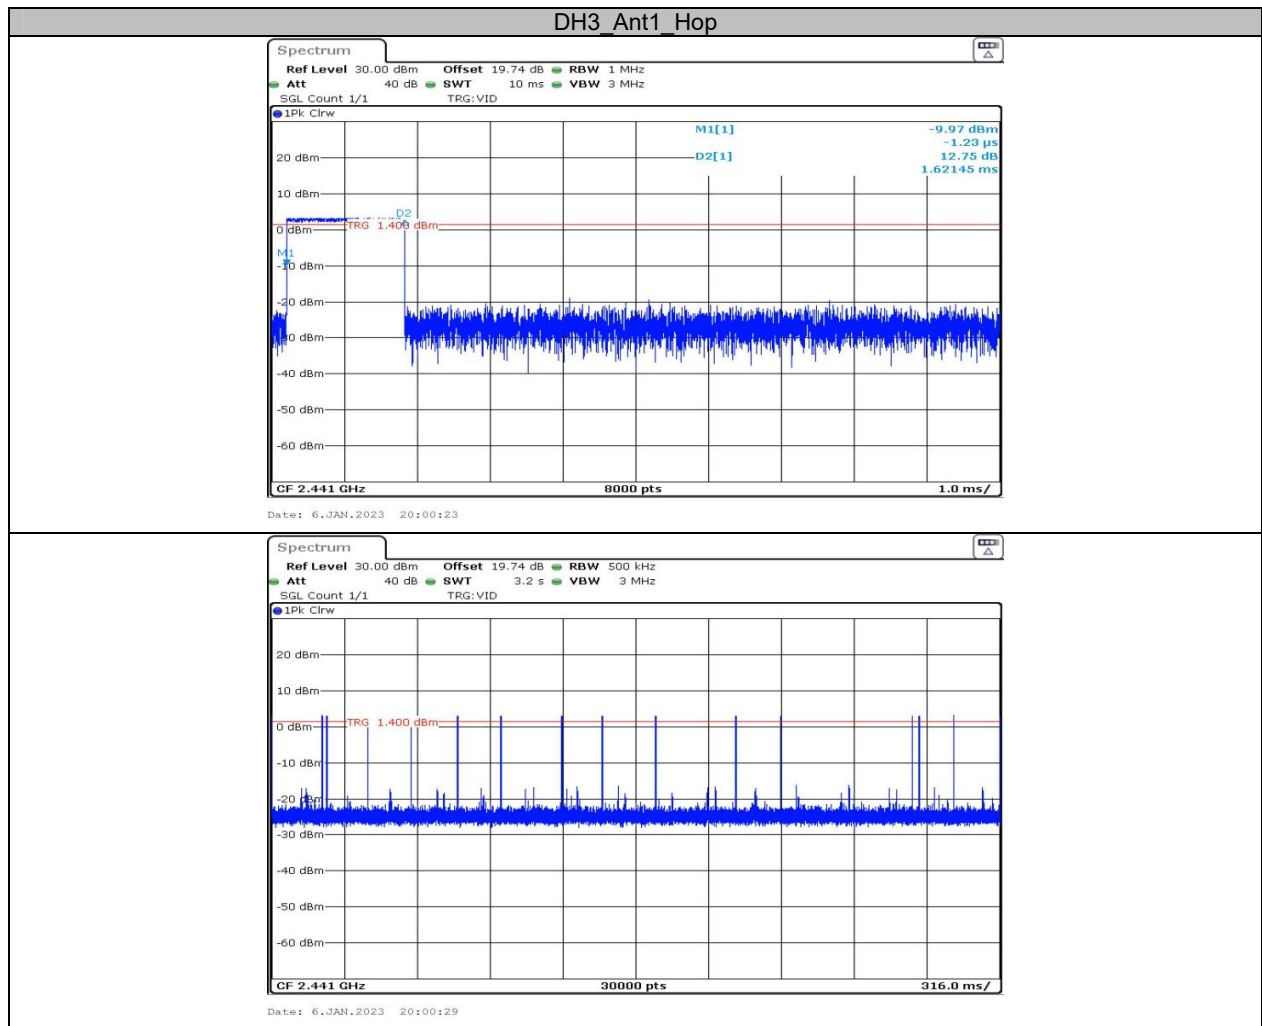 DH3_Ant1_Hop
Spectrum
Ref Level 30.00 dBm Offset 19.74 dB RBW 1 MHz
Att 40 dB SWT 10 ms VBW 3 MHz
SGL Count 1/1 TRG:VID
1Pk Clrw
M1[1] -9.97 dBm
-1.23 µs
20 dBm D2[1] 12.75 dB
1.62145 ms
10 dBm
D2
0 dBm TRG 1.400 dBm
M1
-10 dBm
-20 dBm
-30 dBm
-40 dBm
-50 dBm
-60 dBm
CF 2.441 GHz 8000 pts 1.0 ms/
Date: 6.JAN.2023 20:00:23
Spectrum
Ref Level 30.00 dBm Offset 19.74 dB RBW 500 kHz
Att 40 dB SWT 3.2 s VBW 3 MHz
SGL Count 1/1 TRG:VID
1Pk Clrw
20 dBm
10 dBm
0 dBm TRG 1.400 dBm
-10 dBm
-20 dBm
-30 dBm
-40 dBm
-50 dBm
-60 dBm
CF 2.441 GHz 30000 pts 316.0 ms/
Date: 6.JAN.2023 20:00:29